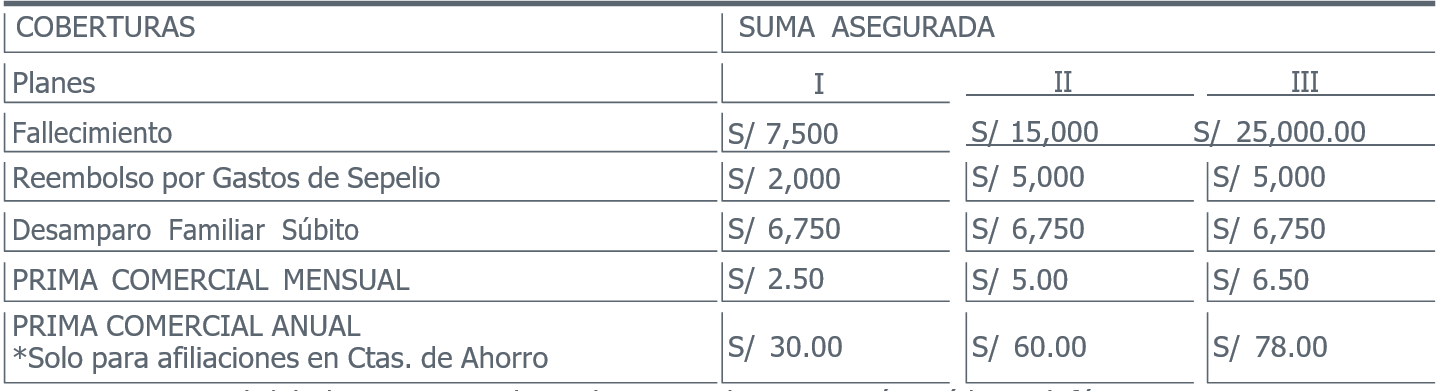 COBERTURAS SUMA ASEGURADA
Planes I II III
Fallecimiento S/ 7,500 S/ 15,000 S/ 25,000.00
Reembolso por Gastos de Sepelio S/ 2,000 S/ 5,000 S/ 5,000
Desamparo Familiar Súbito S/ 6,750 S/ 6,750 S/ 6,750
PRIMA COMERCIAL MENSUAL S/ 2.50 S/ 5.00 S/ 6.50
PRIMA COMERCIAL ANUAL
*Solo para afiliaciones en Ctas. de Ahorro S/ 30.00 S/ 60.00 S/ 78.00